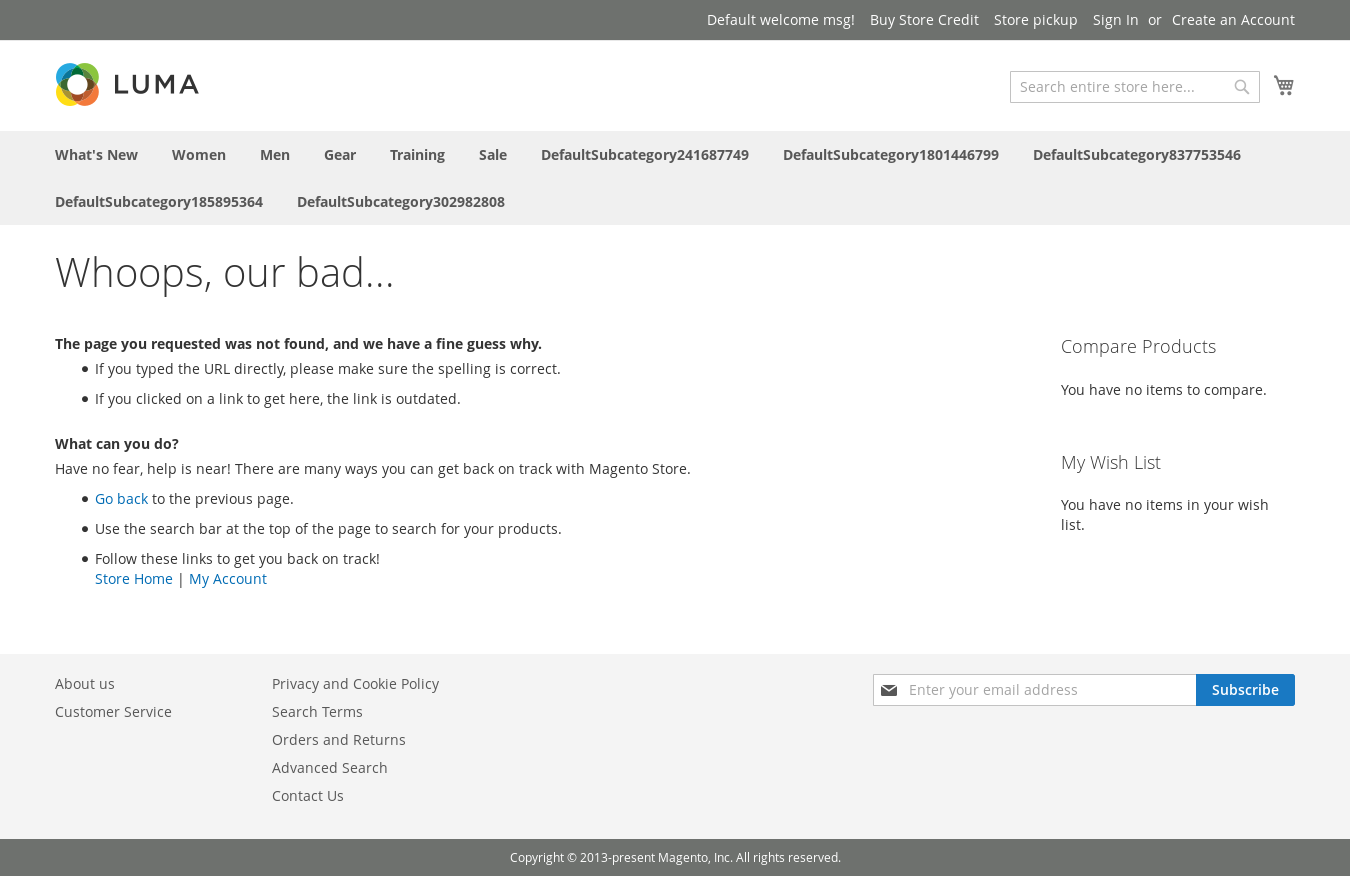 Default welcome msg! Buy Store Credit Store pickup Sign In or Create an Account
LUMA
Search entire store here...
What's New Women Men Gear Training Sale DefaultSubcategory241687749 DefaultSubcategory1801446799 DefaultSubcategory837753546
DefaultSubcategory185895364 DefaultSubcategory302982808
Whoops, our bad...
The page you requested was not found, and we have a fine guess why.
If you typed the URL directly, please make sure the spelling is correct.
If you clicked on a link to get here, the link is outdated.
What can you do?
Have no fear, help is near! There are many ways you can get back on track with Magento Store.
Go back to the previous page.
Use the search bar at the top of the page to search for your products.
Follow these links to get you back on track!
Store Home | My Account
Compare Products
You have no items to compare.
My Wish List
You have no items in your wish
list.
About us
Customer Service
Privacy and Cookie Policy
Search Terms
Orders and Returns
Advanced Search
Contact Us
Enter your email address
Subscribe
Copyright © 2013-present Magento, Inc. All rights reserved.